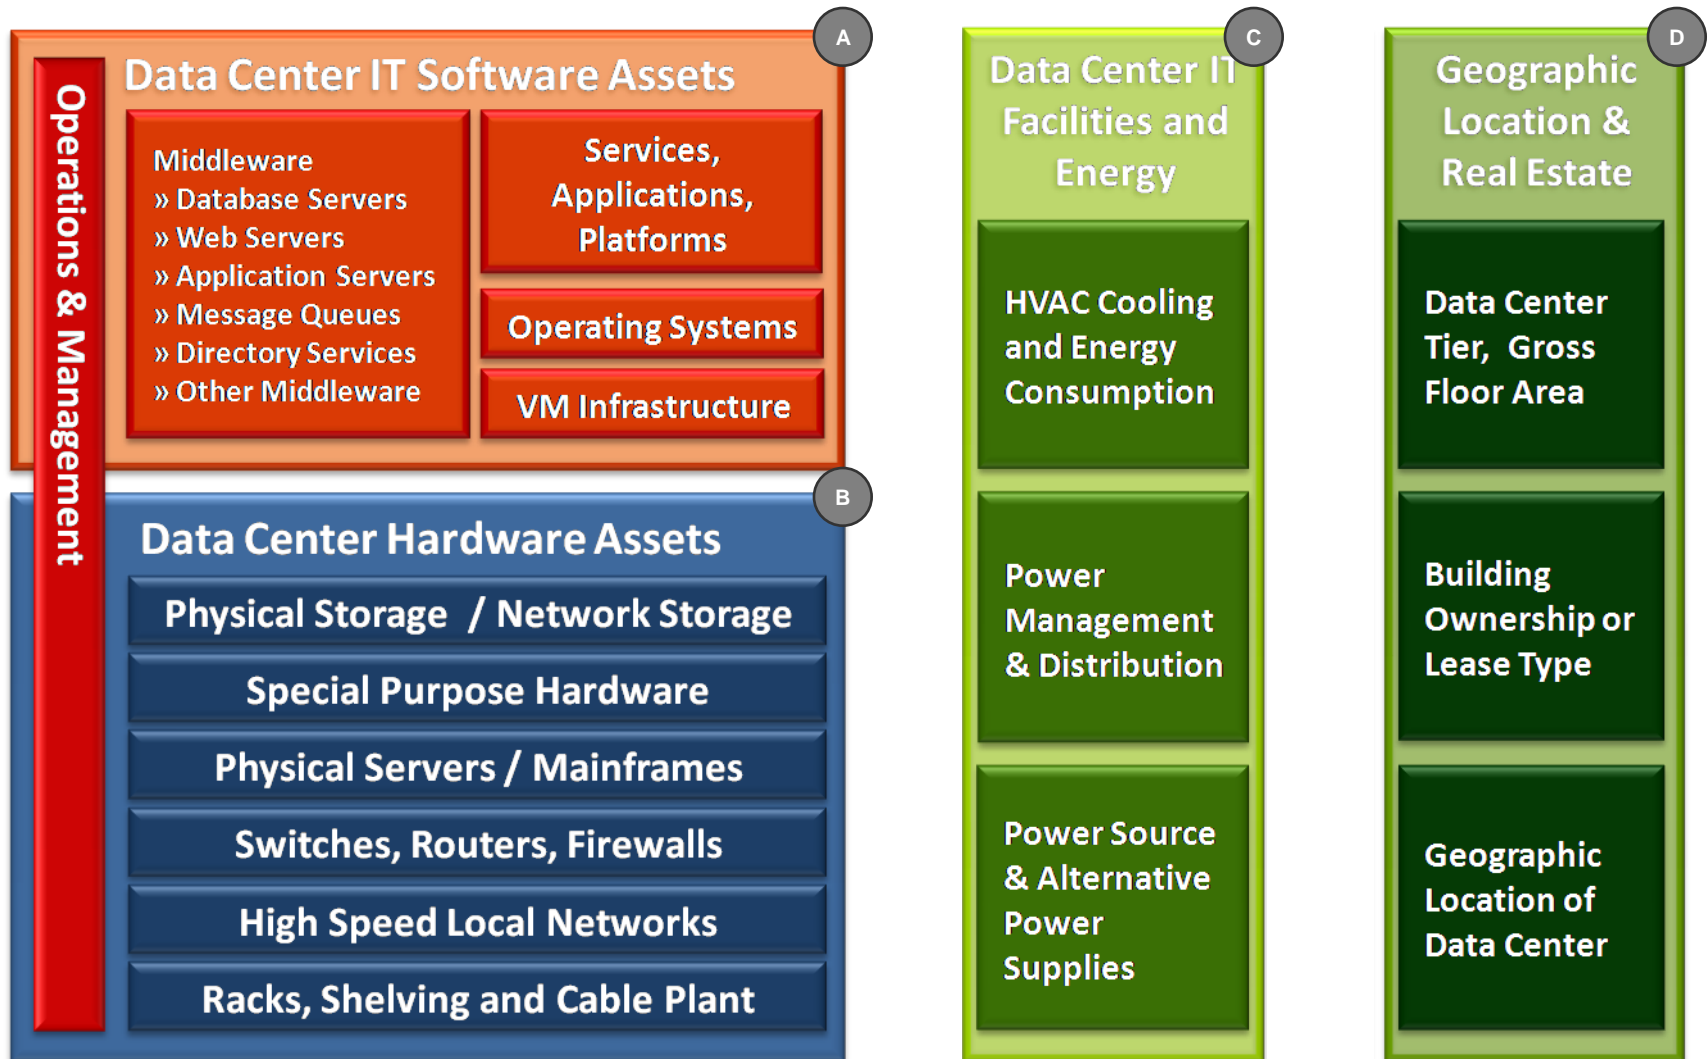 A
Data Center IT Software Assets
Operations & Management
Middleware
» Database Servers
» Web Servers
» Application Servers
» Message Queues
» Directory Services
» Other Middleware
Services,
Applications,
Platforms
Operating Systems
VM Infrastructure
B
Data Center Hardware Assets
Physical Storage / Network Storage
Special Purpose Hardware
Physical Servers / Mainframes
Switches, Routers, Firewalls
High Speed Local Networks
Racks, Shelving and Cable Plant
C
Data Center IT
Facilities and
Energy
HVAC Cooling
and Energy
Consumption
Power
Management
& Distribution
Power Source
& Alternative
Power
Supplies
D
Geographic
Location &
Real Estate
Data Center
Tier, Gross
Floor Area
Building
Ownership or
Lease Type
Geographic
Location of
Data Center